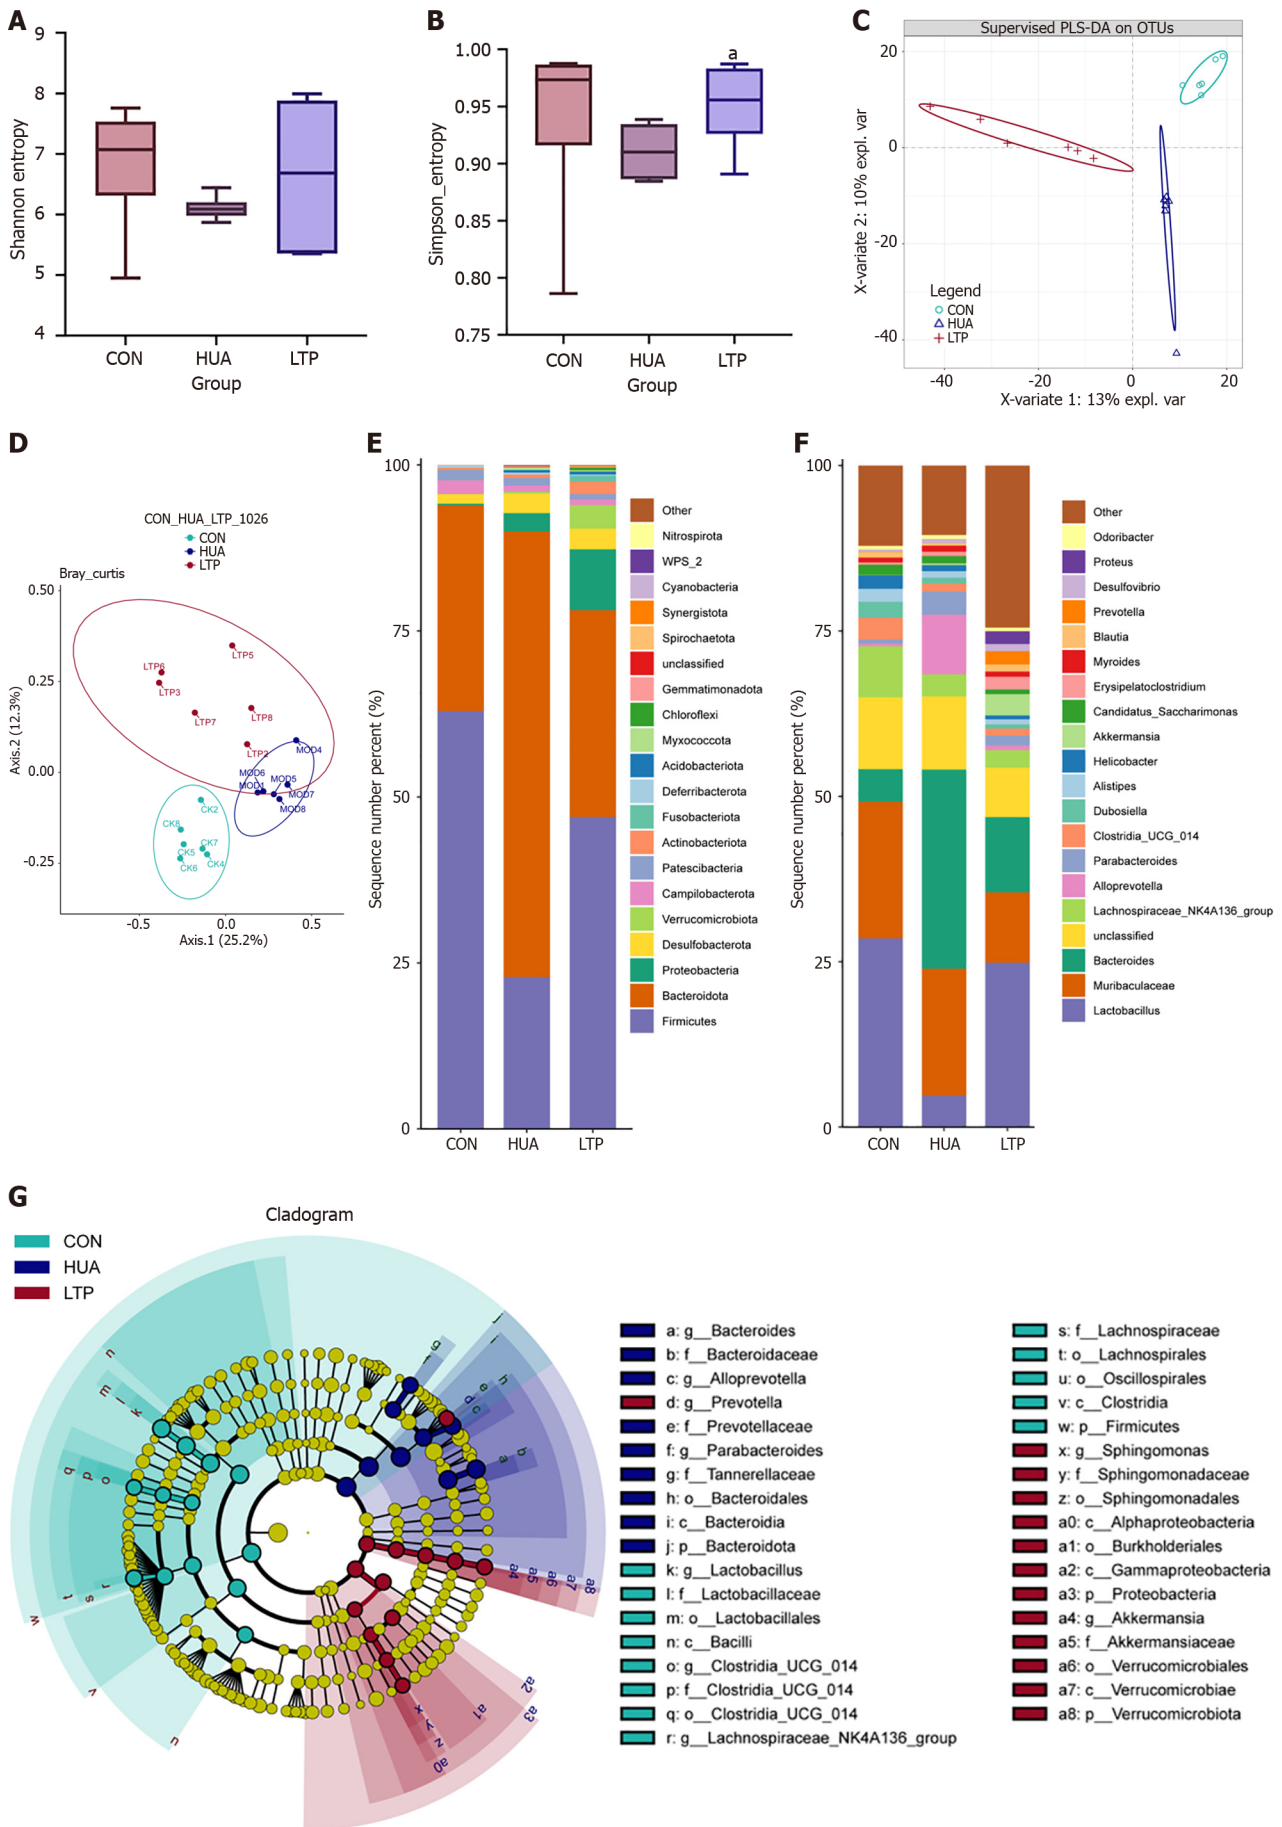 A
9
8
7
6
5
4
Shannon entropy
CON
HUA
LTP
Group
B
1.00
0.95
0.90
0.85
0.80
0.75
Simpson_entropy
a
CON
HUA
LTP
Group
C
Supervised PLS-DA on OTUs
20
0
-20
-40
X-variate 2: 10% expl. var
Legend
CON
HUA
LTP
-40
-20
0
20
X-variate 1: 13% expl. var
D
CON_HUA_LTP_1026
CON
HUA
LTP
Bray_curtis
0.50
0.25
0.00
-0.25
Axis.2 (12.3%)
LTP5
LTP6
LTP3
LTP7
LTP8
LTP2
MOD4
MOD6
MOD1
MOD5
MOD7
MOD8
CK2
CK8
CK7
CK5
CK4
CK6
-0.5
0.0
0.5
Axis.1 (25.2%)
E
100
75
50
25
0
Sequence number percent (%)
CON
HUA
LTP
Other
Nitrospirota
WPS_2
Cyanobacteria
Synergistota
Spirochaetota
unclassified
Gemmatimonadota
Chloroflexi
Myxococcota
Acidobacteriota
Deferribacterota
Fusobacteriota
Actinobacteriota
Patescibacteria
Campilobacterota
Verrucomicrobiota
Desulfobacterota
Proteobacteria
Bacteroidota
Firmicutes
F
100
75
50
25
0
Sequence number percent (%)
CON
HUA
LTP
Other
Odoribacter
Proteus
Desulfovibrio
Prevotella
Blautia
Myroides
Erysipelatoclostridium
Candidatus_Saccharimonas
Akkermansia
Helicobacter
Alistipes
Dubosiella
Clostridia_UCG_014
Parabacteroides
Alloprevotella
Lachnospiraceae_NK4A136_group
unclassified
Bacteroides
Muribaculaceae
Lactobacillus
G
Cladogram
CON
HUA
LTP
n
m
l
k
q
p
o
t
s
r
w
v
u
j
i
g
f
h
e
d
c
b
a
a4
a5
a6
a7
a8
a2
a3
a1
x
y
z
a0
a: g__Bacteroides
b: f__Bacteroidaceae
c: g__Alloprevotella
d: g__Prevotella
e: f__Prevotellaceae
f: g__Parabacteroides
g: f__Tannerellaceae
h: o__Bacteroidales
i: c__Bacteroidia
j: p__Bacteroidota
k: g__Lactobacillus
l: f__Lactobacillaceae
m: o__Lactobacillales
n: c__Bacilli
o: g__Clostridia_UCG_014
p: f__Clostridia_UCG_014
q: o__Clostridia_UCG_014
r: g__Lachnospiraceae_NK4A136_group
s: f__Lachnospiraceae
t: o__Lachnospirales
u: o__Oscillospirales
v: c__Clostridia
w: p__Firmicutes
x: g__Sphingomonas
y: f__Sphingomonadaceae
z: o__Sphingomonadales
a0: c__Alphaproteobacteria
a1: o__Burkholderiales
a2: c__Gammaproteobacteria
a3: p__Proteobacteria
a4: g__Akkermansia
a5: f__Akkermansiaceae
a6: o__Verrucomicrobiales
a7: c__Verrucomicrobiae
a8: p__Verrucomicrobiota